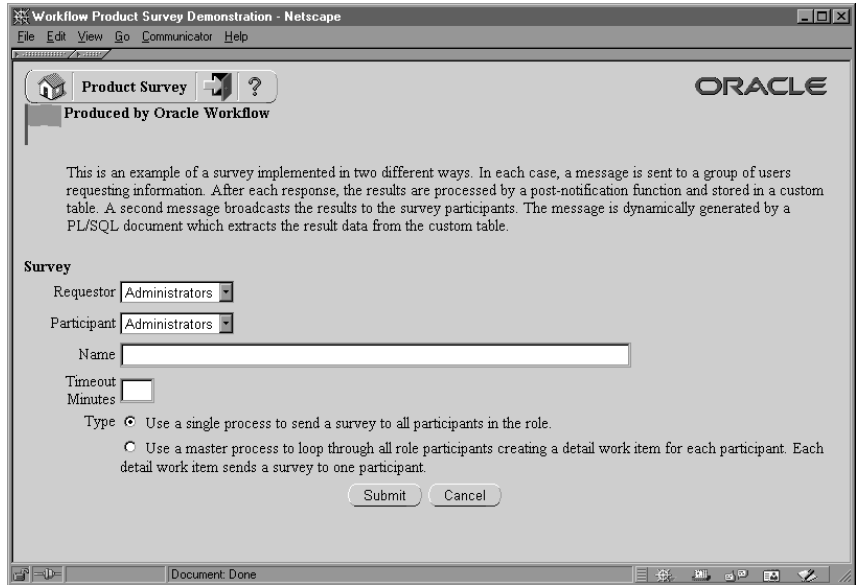 Workflow Product Survey Demonstration - Netscape
File Edit View Go Communicator Help
Product Survey ?
ORACLE
Produced by Oracle Workflow
This is an example of a survey implemented in two different ways. In each case, a message is sent to a group of users
requesting information. After each response, the results are processed by a post-notification function and stored in a custom
table. A second message broadcasts the results to the survey participants. The message is dynamically generated by a
PL/SQL document which extracts the result data from the custom table.
Survey
Requestor Administrators
Participant Administrators
Name
Timeout
Minutes
Type Use a single process to send a survey to all participants in the role.
Use a master process to loop through all role participants creating a detail work item for each participant. Each
detail work item sends a survey to one participant.
Submit Cancel
Document: Done